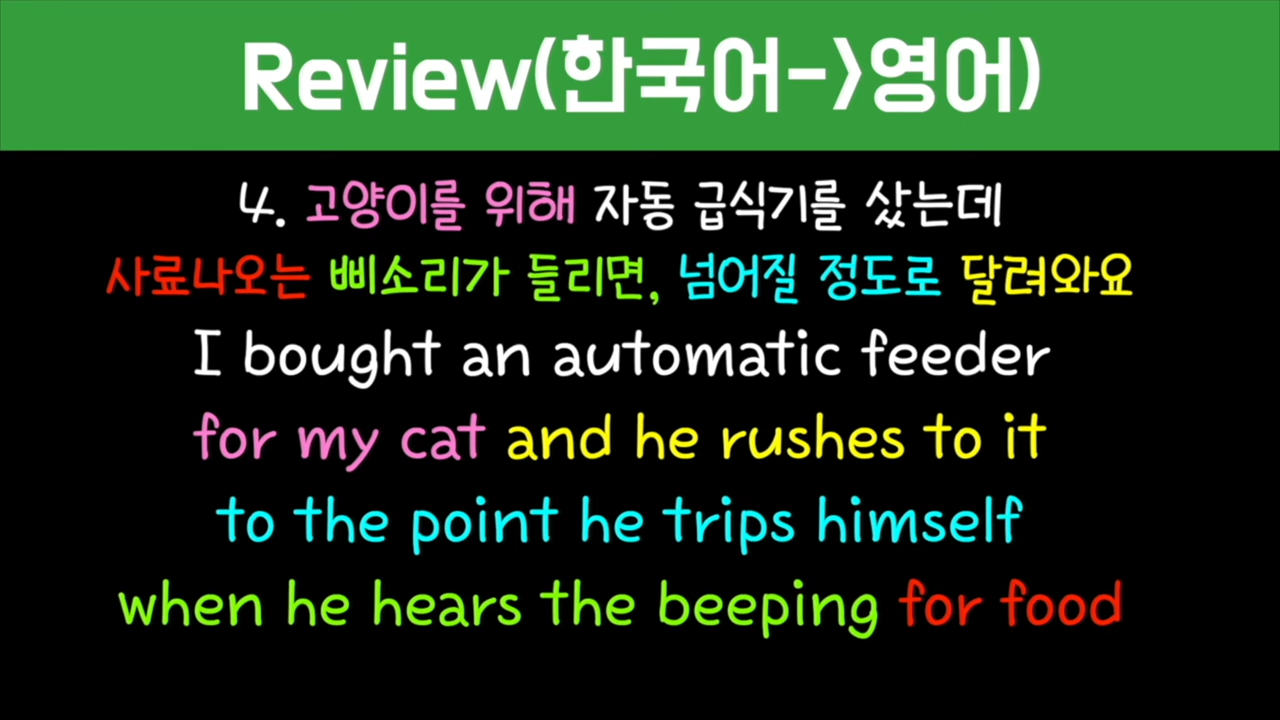 Review(한국어->영어)
4. 고양이를 위해 자동 급식기를 샀는데
사료나오는 삐소리가 들리면, 넘어질 정도로 달려와요
I bought an automatic feeder
for my cat and he rushes to it
to the point he trips himself
when he hears the beeping for food